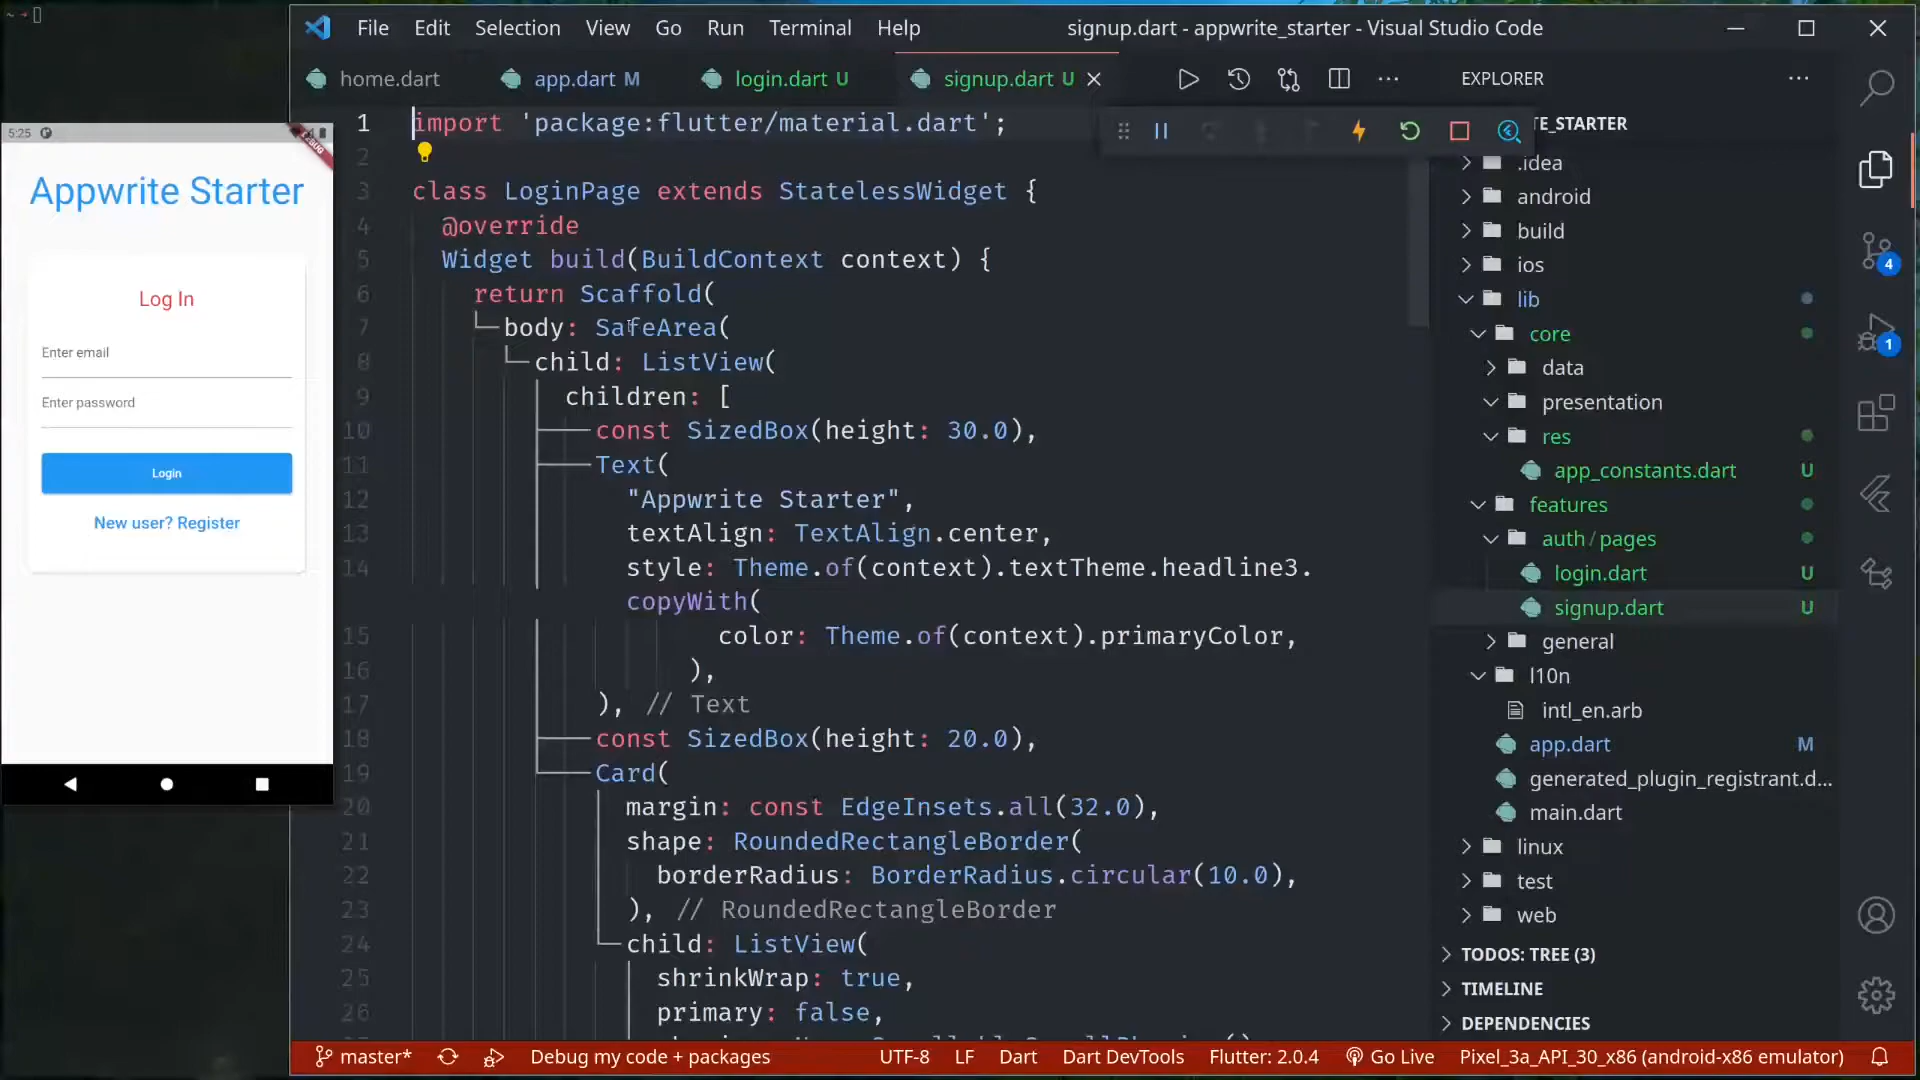 ~ →
File Edit Selection View Go Run Terminal Help
signup.dart - appwrite_starter - Visual Studio Code
home.dart
app.dart M
login.dart U
signup.dart U
EXPLORER
5:25
Appwrite Starter
Log In
Enter email
Enter password
Login
New user? Register
1 import 'package:flutter/material.dart';
2
3 class LoginPage extends StatelessWidget {
4 @override
5 Widget build(BuildContext context) {
6 return Scaffold(
7 body: SafeArea(
8 child: ListView(
9 children: [
10 const SizedBox(height: 30.0),
11 Text(
12 "Appwrite Starter",
13 textAlign: TextAlign.center,
14 style: Theme.of(context).textTheme.headline3.
copyWith(
15 color: Theme.of(context).primaryColor,
16 ),
17 ), // Text
18 const SizedBox(height: 20.0),
19 Card(
20 margin: const EdgeInsets.all(32.0),
21 shape: RoundedRectangleBorder(
22 borderRadius: BorderRadius.circular(10.0),
23 ), // RoundedRectangleBorder
24 child: ListView(
25 shrinkWrap: true,
26 primary: false,
TE_STARTER
.idea
android
build
ios
lib
core
data
presentation
res
app_constants.dart U
features
auth/pages
login.dart U
signup.dart U
general
l10n
intl_en.arb
app.dart M
generated_plugin_registrant.d...
main.dart
linux
test
web
TODOS: TREE (3)
TIMELINE
DEPENDENCIES
4
1
master*
Debug my code + packages
UTF-8 LF Dart Dart DevTools Flutter: 2.0.4 Go Live Pixel_3a_API_30_x86 (android-x86 emulator)